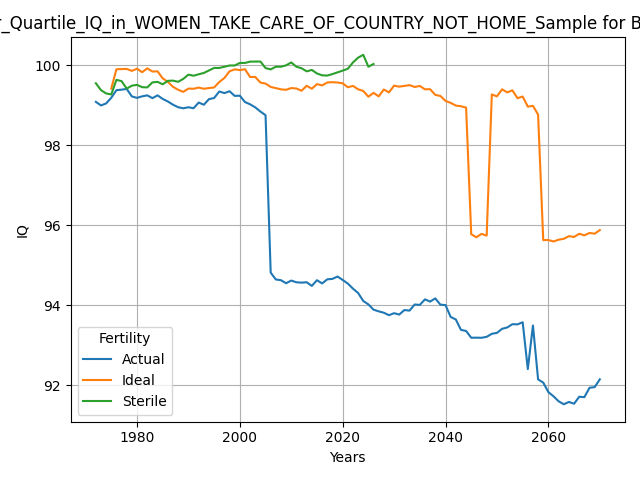 r_Quartile_IQ_in_WOMEN_TAKE_CARE_OF_COUNTRY_NOT_HOME_Sample for B
100
98
96
94
92
IQ
Fertility
Actual
Ideal
Sterile
1980 2000 2020 2040 2060
Years